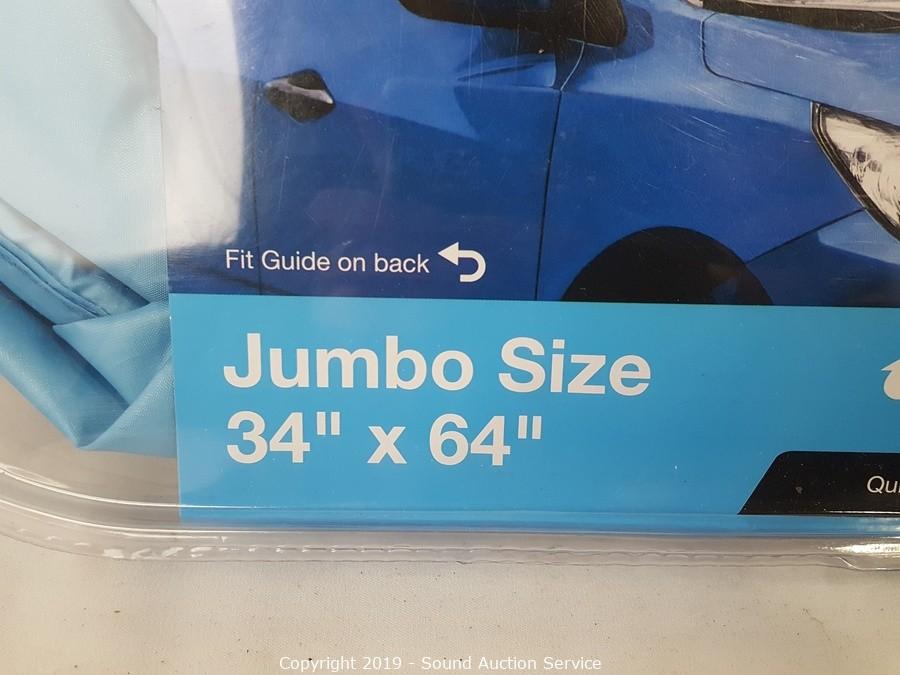 Fit Guide on back
Jumbo Size
34" x 64"
Copyright 2019 - Sound Auction Service